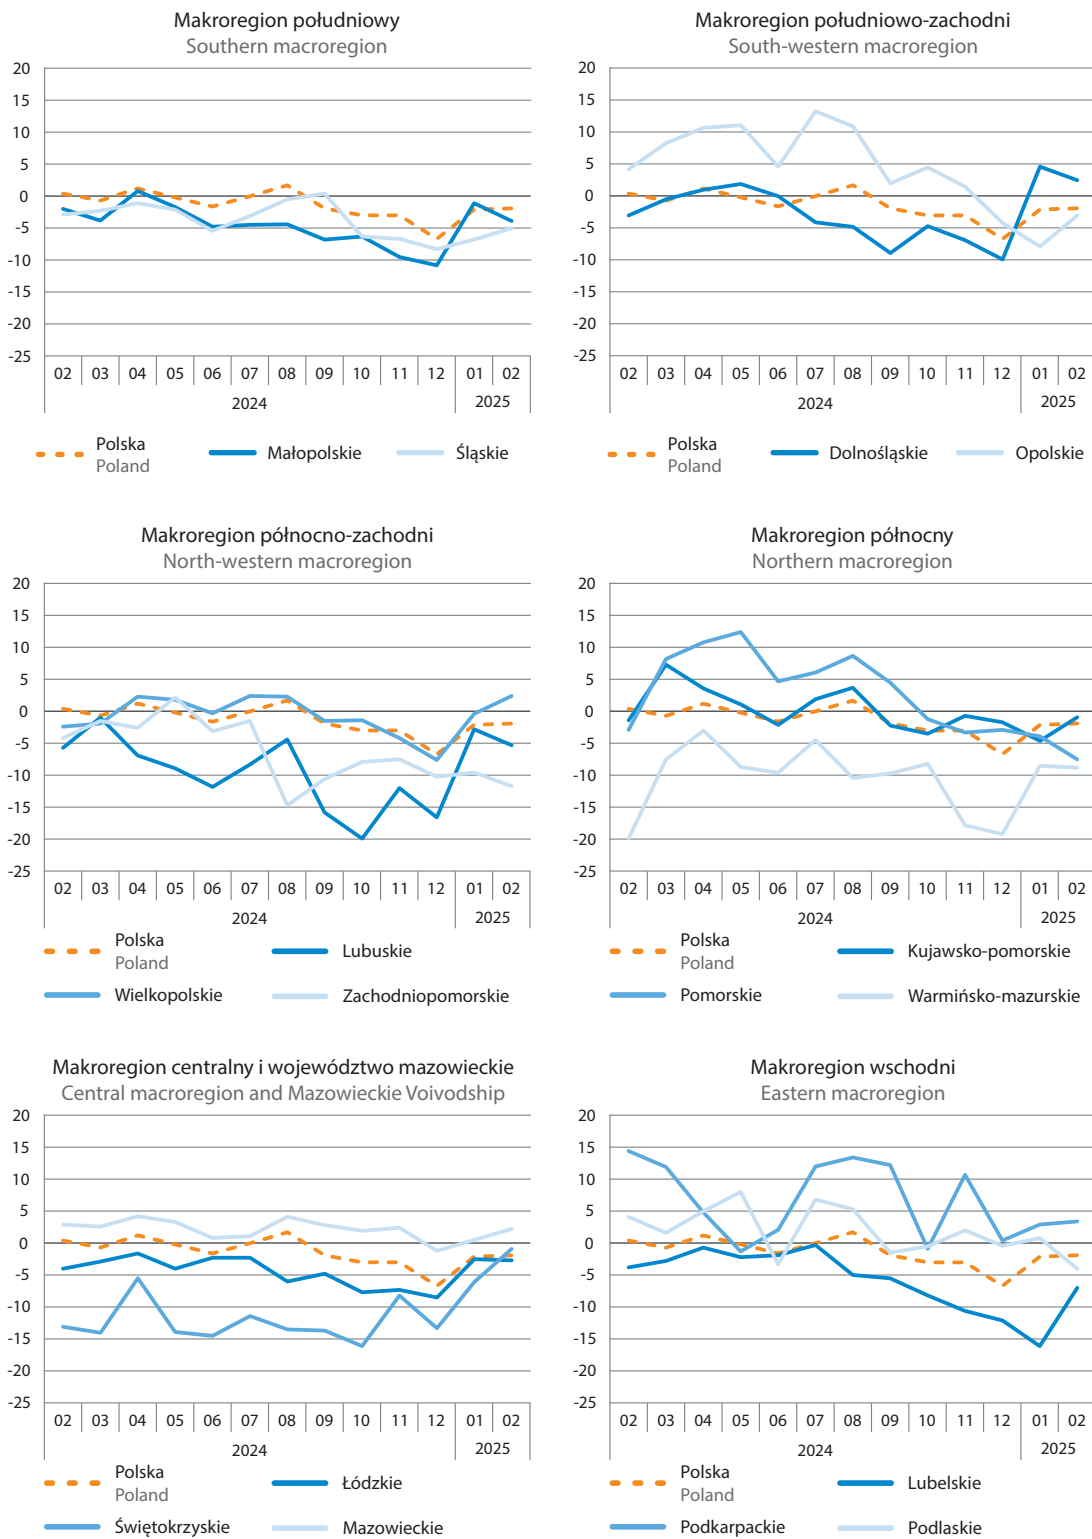 Makroregion południowy
Southern macroregion
20
15
10
5
0
-5
-10
-15
-20
-25
02 03 04 05 06 07 08 09 10 11 12 01 02
2024 2025
Polska
Poland
Małopolskie
Śląskie
Makroregion południowo-zachodni
South-western macroregion
20
15
10
5
0
-5
-10
-15
-20
-25
02 03 04 05 06 07 08 09 10 11 12 01 02
2024 2025
Polska
Poland
Dolnośląskie
Opolskie
Makroregion północno-zachodni
North-western macroregion
20
15
10
5
0
-5
-10
-15
-20
-25
02 03 04 05 06 07 08 09 10 11 12 01 02
2024 2025
Polska
Poland
Lubuskie
Wielkopolskie
Zachodniopomorskie
Makroregion północny
Northern macroregion
20
15
10
5
0
-5
-10
-15
-20
-25
02 03 04 05 06 07 08 09 10 11 12 01 02
2024 2025
Polska
Poland
Kujawsko-pomorskie
Pomorskie
Warmińsko-mazurskie
Makroregion centralny i województwo mazowieckie
Central macroregion and Mazowieckie Voivodship
20
15
10
5
0
-5
-10
-15
-20
-25
02 03 04 05 06 07 08 09 10 11 12 01 02
2024 2025
Polska
Poland
Łódzkie
Świętokrzyskie
Mazowieckie
Makroregion wschodni
Eastern macroregion
20
15
10
5
0
-5
-10
-15
-20
-25
02 03 04 05 06 07 08 09 10 11 12 01 02
2024 2025
Polska
Poland
Lubelskie
Podkarpackie
Podlaskie